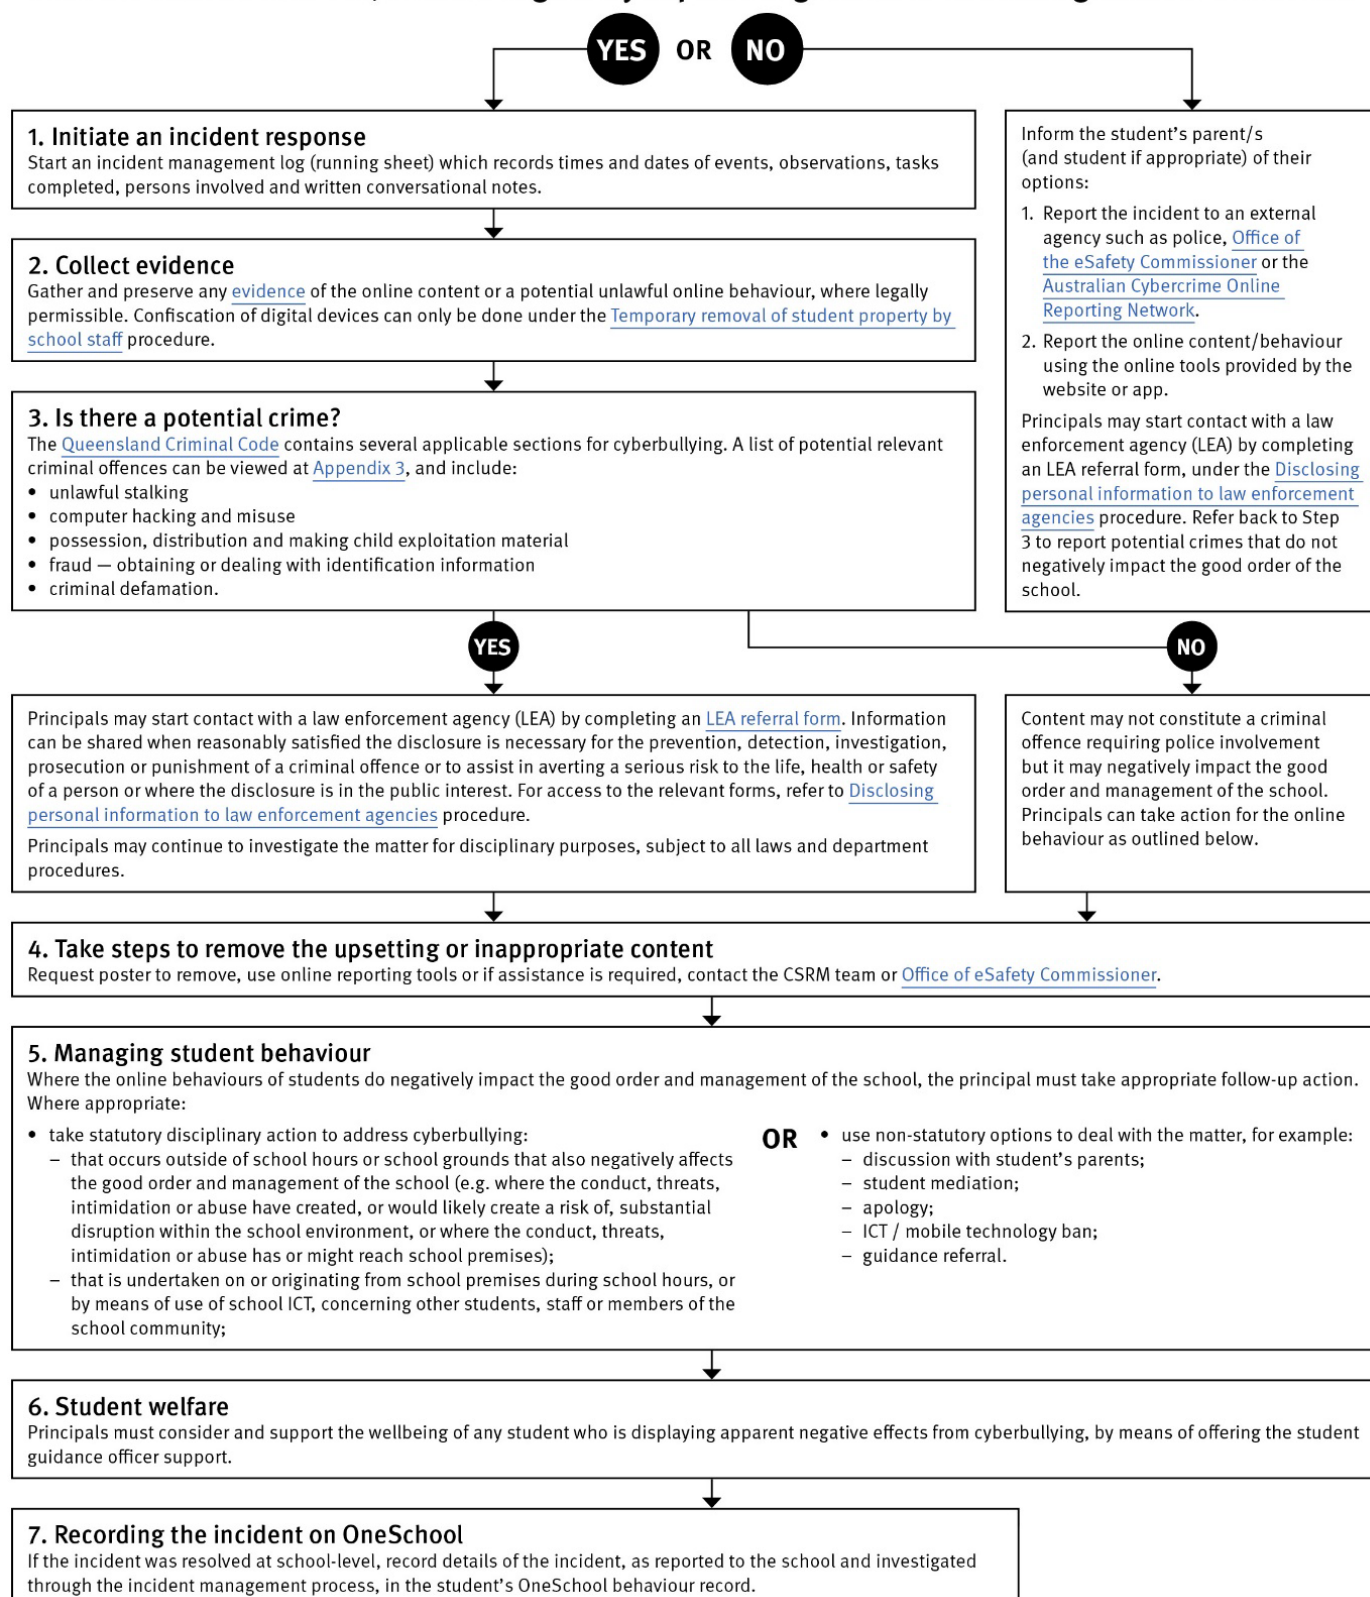 YES OR NO
1. Initiate an incident response
Start an incident management log (running sheet) which records times and dates of events, observations, tasks
completed, persons involved and written conversational notes.
2. Collect evidence
Gather and preserve any evidence of the online content or a potential unlawful online behaviour, where legally
permissible. Confiscation of digital devices can only be done under the Temporary removal of student property by
school staff procedure.
3. Is there a potential crime?
The Queensland Criminal Code contains several applicable sections for cyberbullying. A list of potential relevant
criminal offences can be viewed at Appendix 3, and include:
• unlawful stalking
• computer hacking and misuse
• possession, distribution and making child exploitation material
• fraud — obtaining or dealing with identification information
• criminal defamation.
Inform the student's parent/s
(and student if appropriate) of their
options:
1. Report the incident to an external
agency such as police, Office of
the eSafety Commissioner or the
Australian Cybercrime Online
Reporting Network.
2. Report the online content/behaviour
using the online tools provided by the
website or app.
Principals may start contact with a law
enforcement agency (LEA) by completing
an LEA referral form, under the Disclosing
personal information to law enforcement
agencies procedure. Refer back to Step
3 to report potential crimes that do not
negatively impact the good order of the
school.
YES
NO
Principals may start contact with a law enforcement agency (LEA) by completing an LEA referral form. Information
can be shared when reasonably satisfied the disclosure is necessary for the prevention, detection, investigation,
prosecution or punishment of a criminal offence or to assist in averting a serious risk to the life, health or safety
of a person or where the disclosure is in the public interest. For access to the relevant forms, refer to Disclosing
personal information to law enforcement agencies procedure.
Principals may continue to investigate the matter for disciplinary purposes, subject to all laws and department
procedures.
Content may not constitute a criminal
offence requiring police involvement
but it may negatively impact the good
order and management of the school.
Principals can take action for the online
behaviour as outlined below.
4. Take steps to remove the upsetting or inappropriate content
Request poster to remove, use online reporting tools or if assistance is required, contact the CSRM team or Office of eSafety Commissioner.
5. Managing student behaviour
Where the online behaviours of students do negatively impact the good order and management of the school, the principal must take appropriate follow-up action.
Where appropriate:
• take statutory disciplinary action to address cyberbullying:
– that occurs outside of school hours or school grounds that also negatively affects
the good order and management of the school (e.g. where the conduct, threats,
intimidation or abuse have created, or would likely create a risk of, substantial
disruption within the school environment, or where the conduct, threats,
intimidation or abuse has or might reach school premises);
– that is undertaken on or originating from school premises during school hours, or
by means of use of school ICT, concerning other students, staff or members of the
school community;
OR
• use non-statutory options to deal with the matter, for example:
– discussion with student's parents;
– student mediation;
– apology;
– ICT / mobile technology ban;
– guidance referral.
6. Student welfare
Principals must consider and support the wellbeing of any student who is displaying apparent negative effects from cyberbullying, by means of offering the student
guidance officer support.
7. Recording the incident on OneSchool
If the incident was resolved at school-level, record details of the incident, as reported to the school and investigated
through the incident management process, in the student's OneSchool behaviour record.